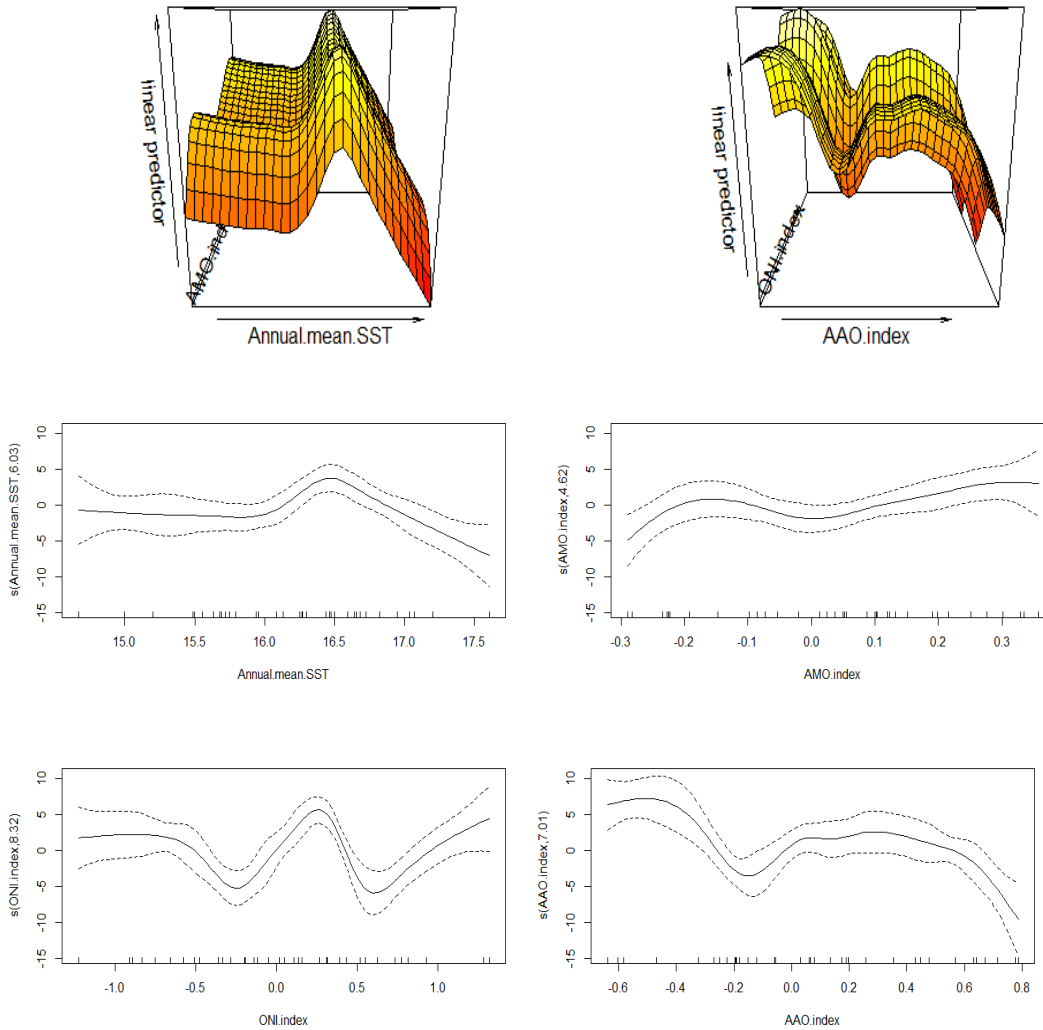 linear predictor
AMO.ind
Annual.mean.SST
linear predictor
ONI.index
AAO.index
s(Annual.mean.SST,6.03)
10
5
0
-5
-10
-15
15.0 15.5 16.0 16.5 17.0 17.5
Annual.mean.SST
s(AMO.index,4.62)
10
5
0
-5
-10
-15
-0.3 -0.2 -0.1 0.0 0.1 0.2 0.3
AMO.index
s(ONI.index,8.32)
10
5
0
-5
-10
-15
-1.0 -0.5 0.0 0.5 1.0
ONI.index
s(AAO.index,7.01)
10
5
0
-5
-10
-15
-0.6 -0.4 -0.2 0.0 0.2 0.4 0.6 0.8
AAO.index